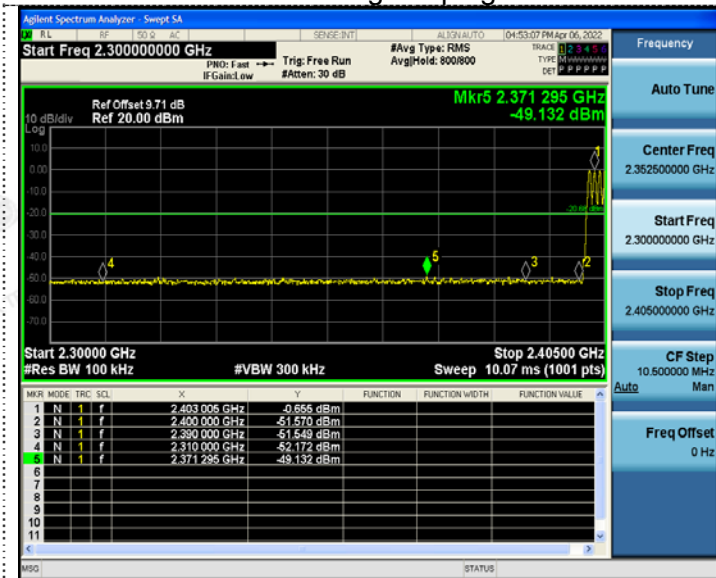 Agilent Spectrum Analyzer - Swept SA
RL RF 50 Ω AC SENSE:INT ALIGN AUTO 04:53:07 PM Apr 06, 2022
Start Freq 2.300000000 GHz
PNO: Fast
IFGain:Low
Trig: Free Run
#Atten: 30 dB
#Avg Type: RMS
Avg|Hold: 800/800
TRACE 1 2 3 4 5 6
TYPE M W W W W W
DET P P P P P P
Mkr5 2.371 295 GHz
-49.132 dBm
Ref Offset 9.71 dB
10 dB/div Ref 20.00 dBm
Log
10.0
0.00
-10.0
-20.0
-30.0
-40.0
-50.0
-60.0
-70.0
1
2
3
4
5
Start 2.30000 GHz Stop 2.40500 GHz
#Res BW 100 kHz #VBW 300 kHz Sweep 10.07 ms (1001 pts)
MKR MODE TRC SCL X Y FUNCTION FUNCTION WIDTH FUNCTION VALUE
1 N 1 f 2.403 005 GHz -0.655 dBm
2 N 1 f 2.400 000 GHz -51.570 dBm
3 N 1 f 2.390 000 GHz -51.549 dBm
4 N 1 f 2.310 000 GHz -52.172 dBm
5 N 1 f 2.371 295 GHz -49.132 dBm
6
7
8
9
10
11
MSG STATUS
Frequency
Auto Tune
Center Freq
2.352500000 GHz
Start Freq
2.300000000 GHz
Stop Freq
2.405000000 GHz
CF Step
10.500000 MHz
Auto Man
Freq Offset
0 Hz